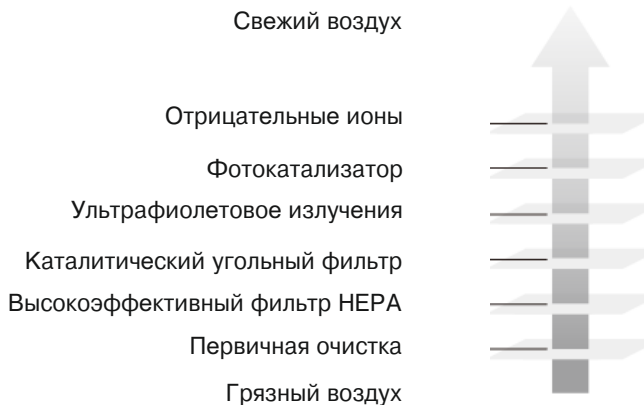 Свежий воздух
Отрицательные ионы
Фотокатализатор
Ультрафиолетовое излучения
Каталитический угольный фильтр
Высокоэффективный фильтр HEPA
Первичная очистка
Грязный воздух